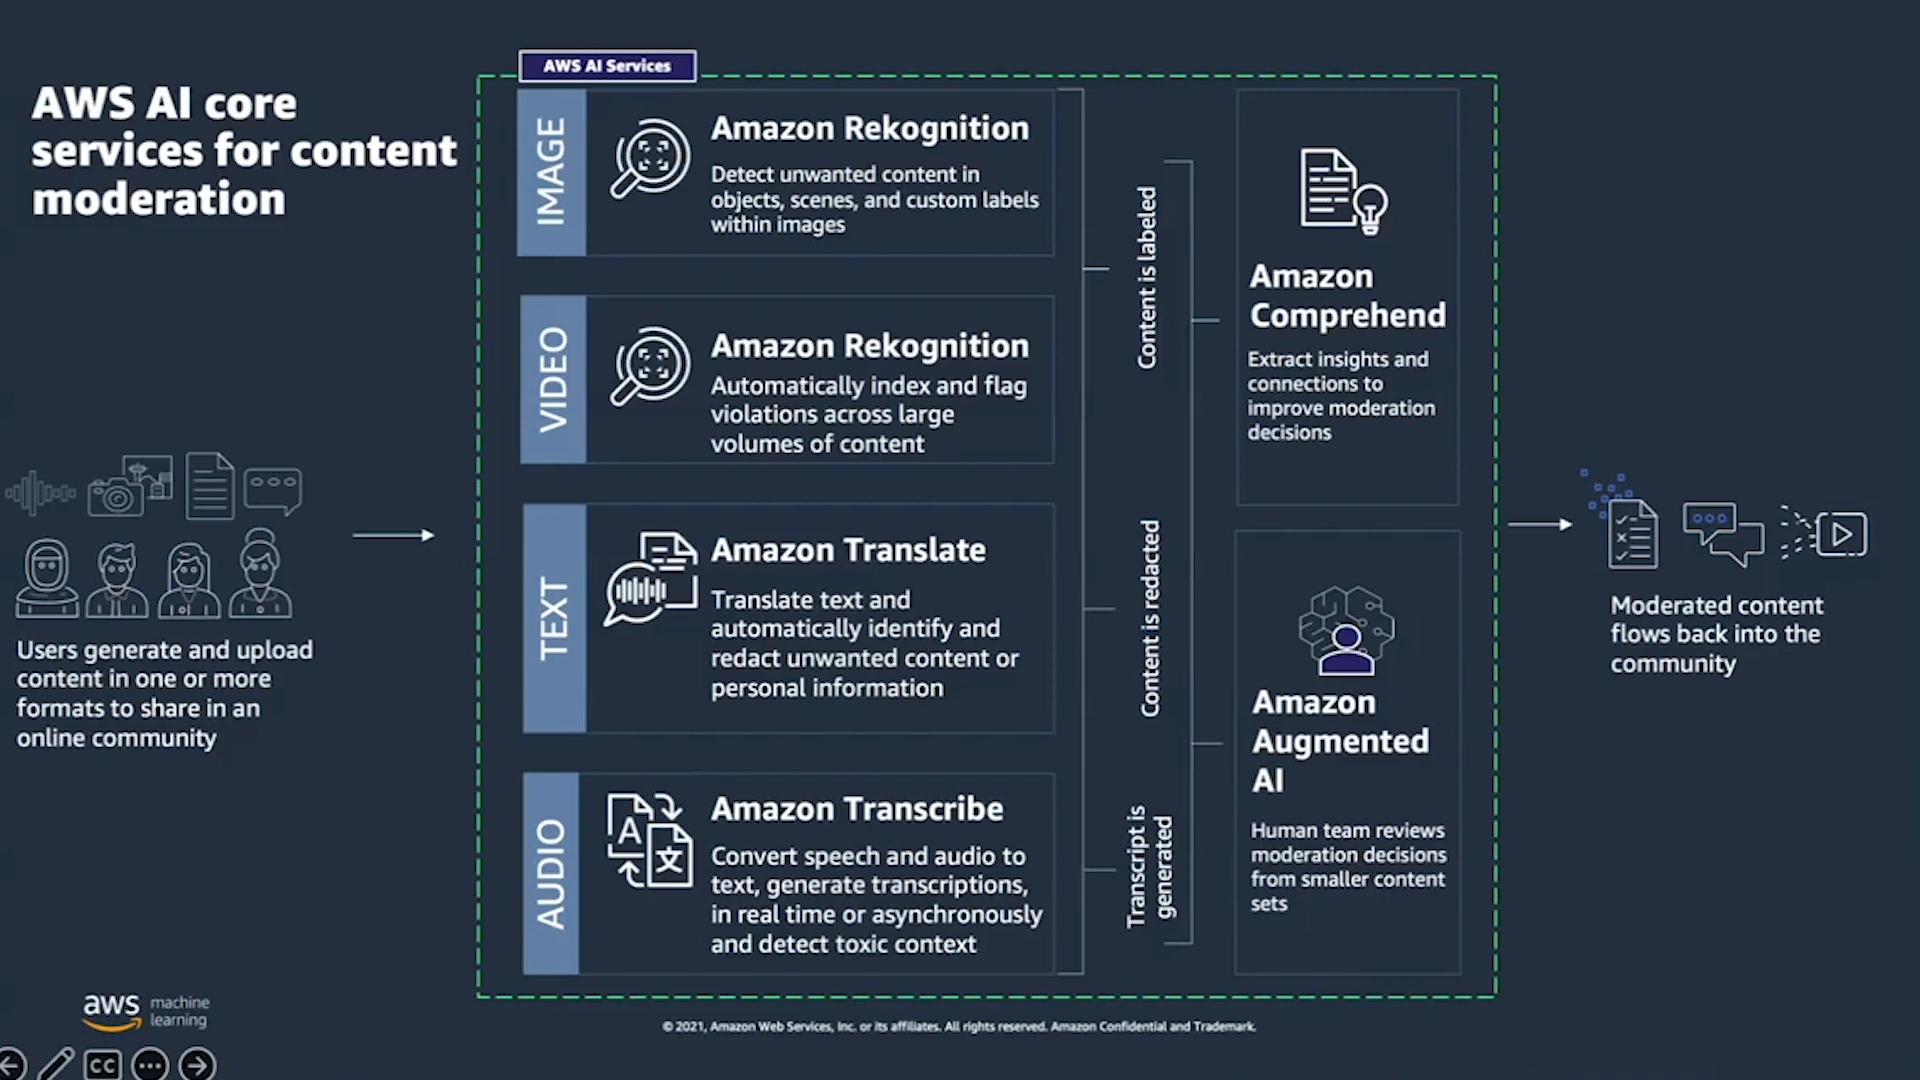 AWS AI core
services for content
moderation
Users generate and upload
content in one or more
formats to share in an
online community
AWS AI Services
IMAGE
Amazon Rekognition
Detect unwanted content in
objects, scenes, and custom labels
within images
VIDEO
Amazon Rekognition
Automatically index and flag
violations across large
volumes of content
TEXT
Amazon Translate
Translate text and
automatically identify and
redact unwanted content or
personal information
AUDIO
A
文
Amazon Transcribe
Convert speech and audio to
text, generate transcriptions,
in real time or asynchronously
and detect toxic context
Content is labeled
Content is redacted
Transcript is
generated
Amazon
Comprehend
Extract insights and
connections to
improve moderation
decisions
Amazon
Augmented
AI
Human team reviews
moderation decisions
from smaller content
sets
Moderated content
flows back into the
community
aws machine
learning
© 2021, Amazon Web Services, Inc. or its affiliates. All rights reserved. Amazon Confidential and Trademark.
CC